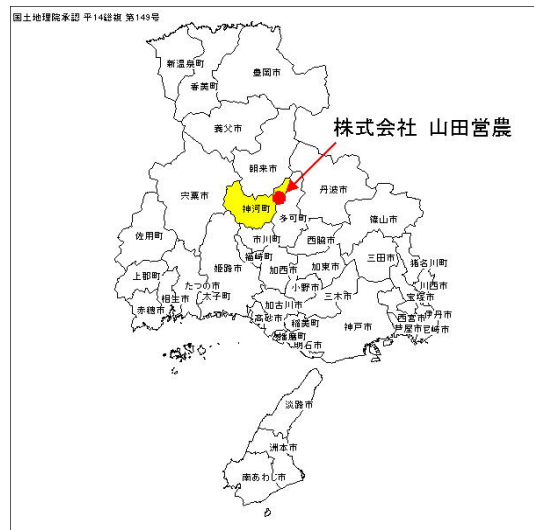 国土地理院承認 平14総複 第149号
新温泉町
豊岡市
香美町
養父市
株式会社 山田営農
朝来市
宍粟市
丹波市
神河町
多可町
篠山市
佐用町
市川町
西脇市
福崎町
三田市
猪名川町
上郡町
姫路市
加西市
加東市
川西市
たつの市
小野市
宝塚市
相生市
太子町
三木市
赤穂市
加古川市
伊丹市
高砂市
稲美町
神戸市
西宮市
芦屋市
尼崎市
播磨町
明石市
淡路市
洲本市
南あわじ市